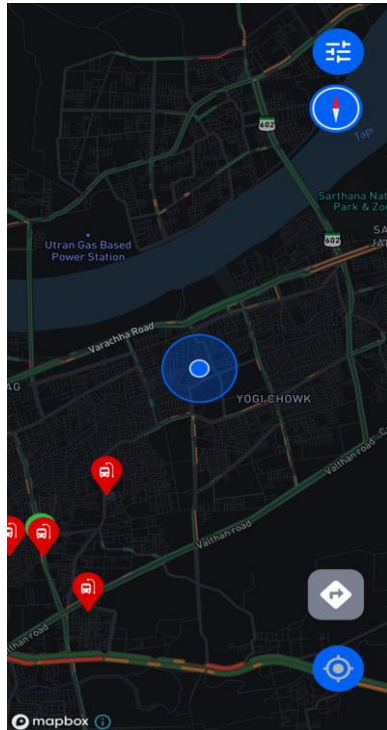 602
Tapi
Sarthana Nat
Park & Zo
602
SA
JA
Utran Gas Based
Power Station
Varachha Road
AG
YOGI CHOWK
Valthan road
Valthan road
mapbox